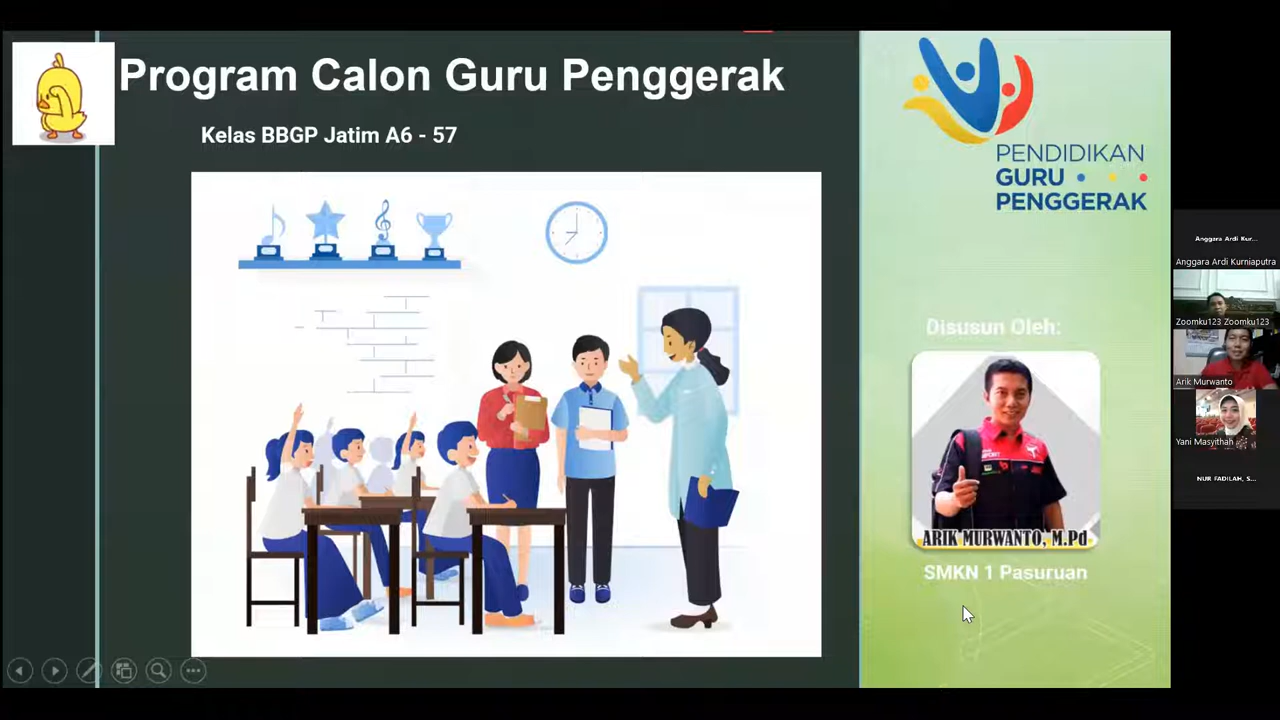 Program Calon Guru Penggerak
Kelas BBGP Jatim A6 - 57
PENDIDIKAN
GURU
PENGGERAK
Disusun Oleh:
ARIK MURWANTO, M.Pd
SMKN 1 Pasuruan
Anggara Ardi Kur...
Anggara Ardi Kurniaputra
Zoomku123 Zoomku123
Arik Murwanto
Yani Masyithah
NUR FADILAH, S...